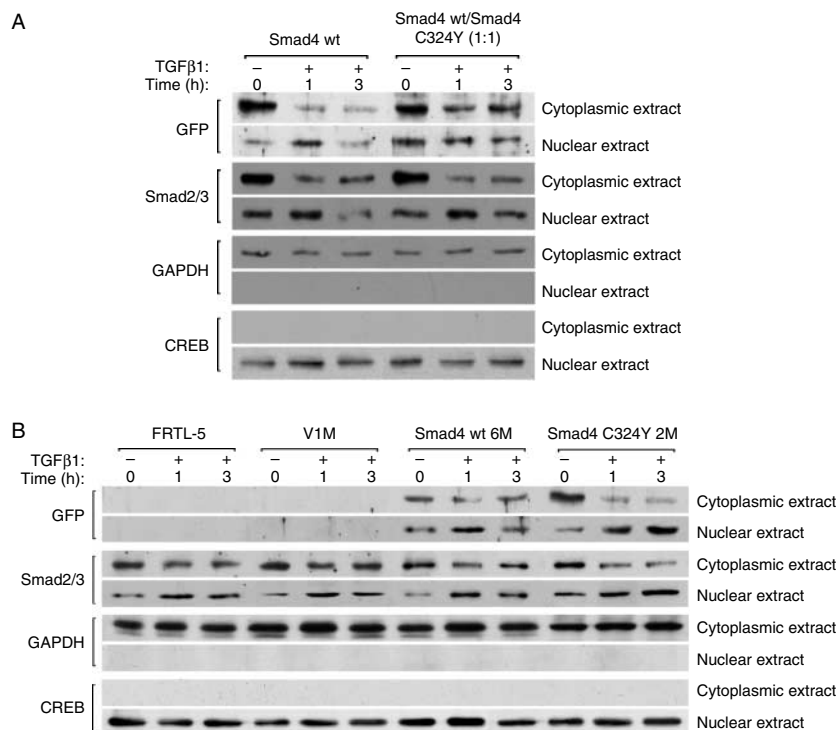 A
Smad4 wt
Smad4 wt/Smad4
C324Y (1:1)
TGFβ1: – + + – + +
Time (h): 0 1 3 0 1 3
GFP
Cytoplasmic extract
Nuclear extract
Smad2/3
Cytoplasmic extract
Nuclear extract
GAPDH
Cytoplasmic extract
Nuclear extract
CREB
Cytoplasmic extract
Nuclear extract
B
FRTL-5 V1M Smad4 wt 6M Smad4 C324Y 2M
TGFβ1: – + + – + + – + + – + +
Time (h): 0 1 3 0 1 3 0 1 3 0 1 3
GFP
Cytoplasmic extract
Nuclear extract
Smad2/3
Cytoplasmic extract
Nuclear extract
GAPDH
Cytoplasmic extract
Nuclear extract
CREB
Cytoplasmic extract
Nuclear extract